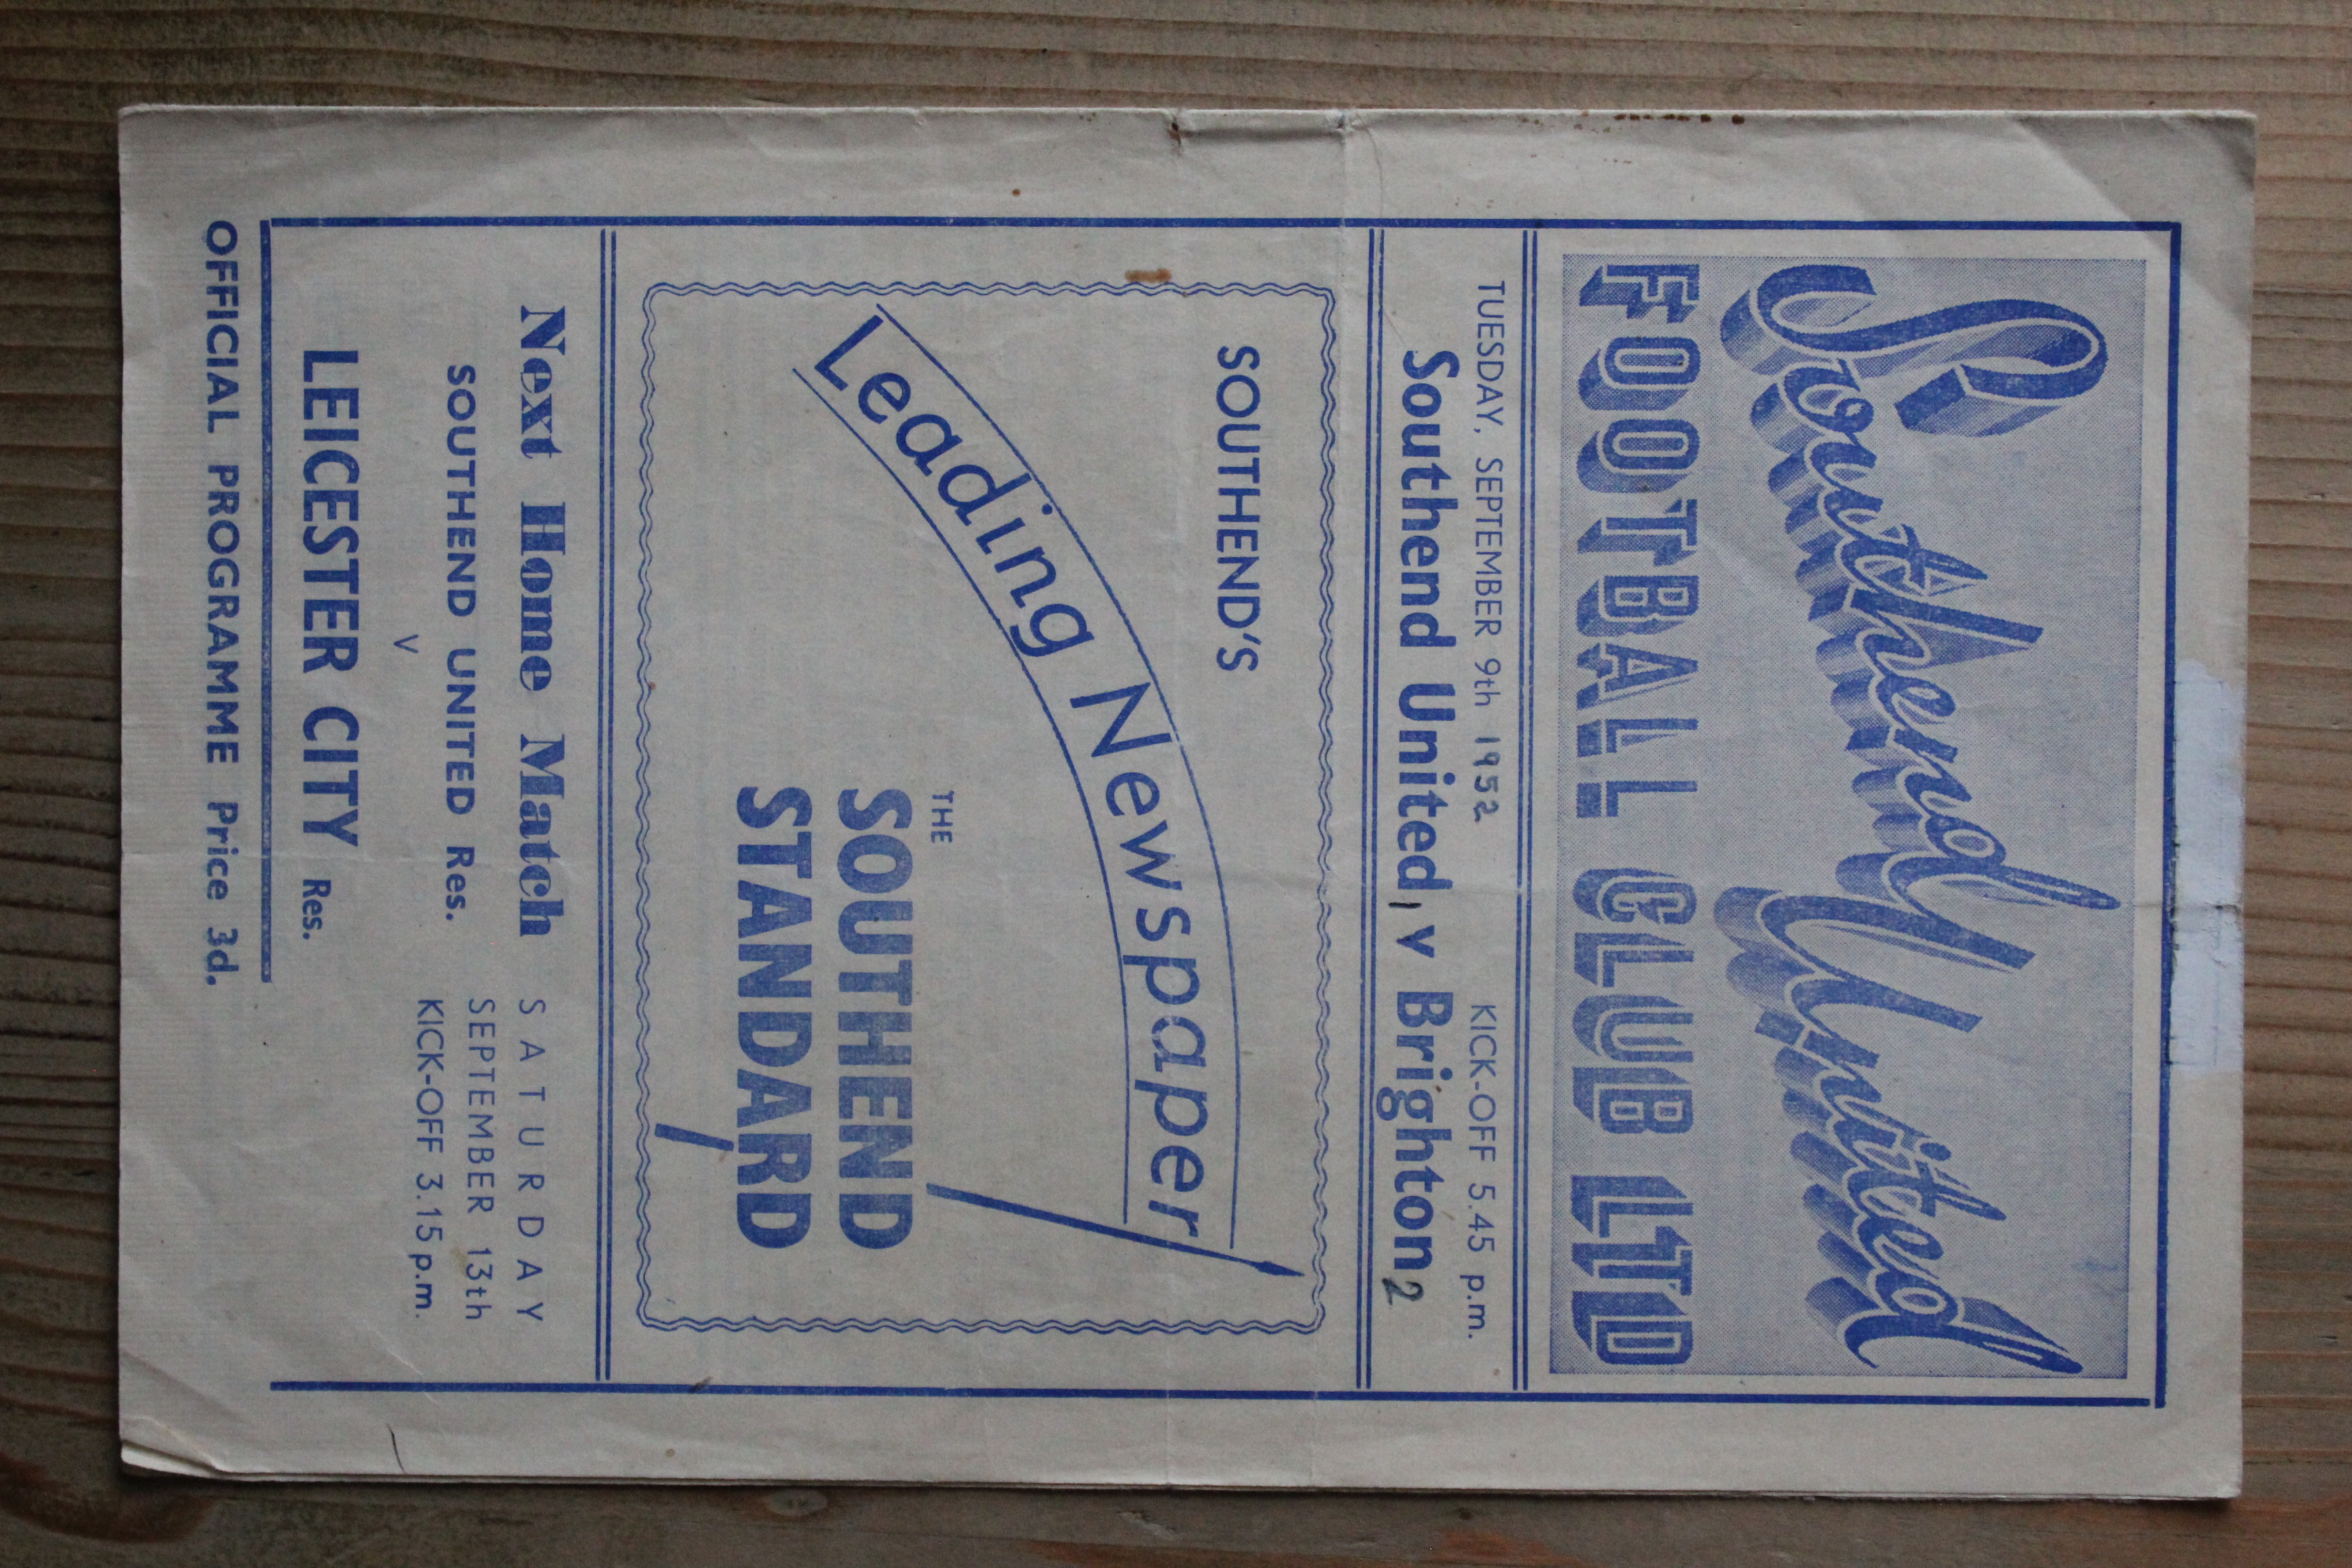 Southend United
FOOTBALL CLUB LTD
TUESDAY, SEPTEMBER 9th 1952 KICK-OFF 5.45 p.m.
Southend United 1 v Brighton 2
SOUTHEND'S
Leading Newspaper
THE
SOUTHEND
STANDARD
Next Home Match SATURDAY
SOUTHEND UNITED Res. SEPTEMBER 13th
v KICK-OFF 3.15 p.m.
LEICESTER CITY Res.
OFFICIAL PROGRAMME Price 3d.